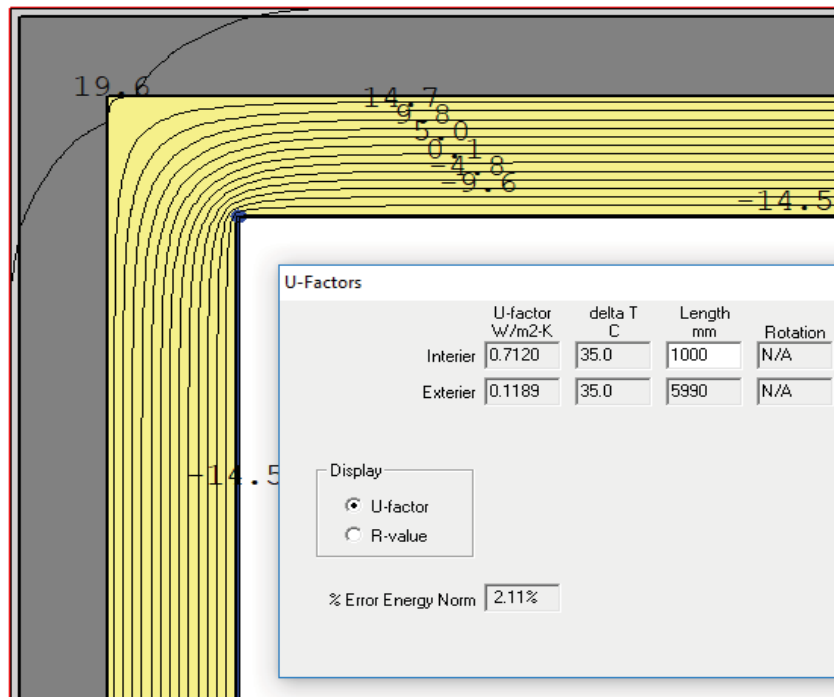 19.6
14.7
9.8
5.0
0.1
-4.8
-9.6
-14.5
-14.5
U-Factors
U-factor delta T Length
W/m2-K C mm Rotation
Interier 0.7120 35.0 1000 N/A
Exterier 0.1189 35.0 5990 N/A
Display
U-factor
R-value
% Error Energy Norm 2.11%